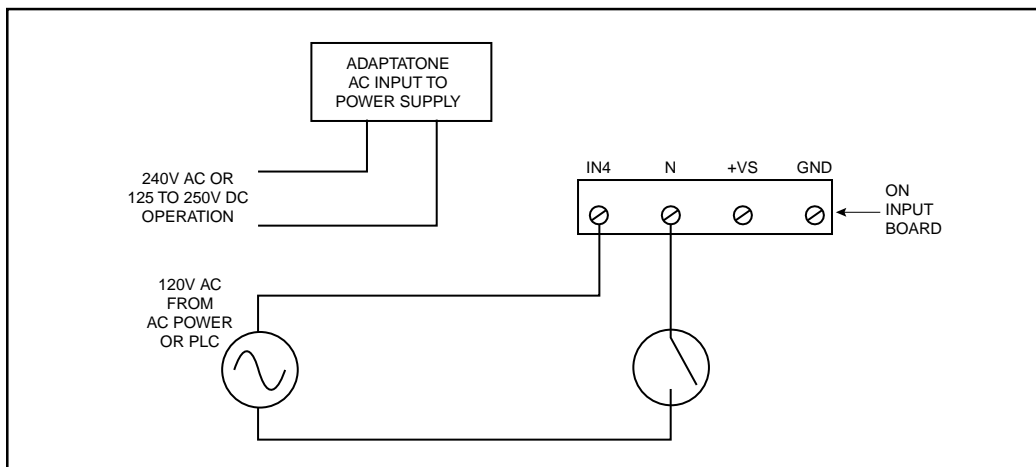 ADAPTATONE
AC INPUT TO
POWER SUPPLY
240V AC OR
125 TO 250V DC
OPERATION
IN4 N +VS GND
ON
INPUT
BOARD
120V AC
FROM
AC POWER
OR PLC